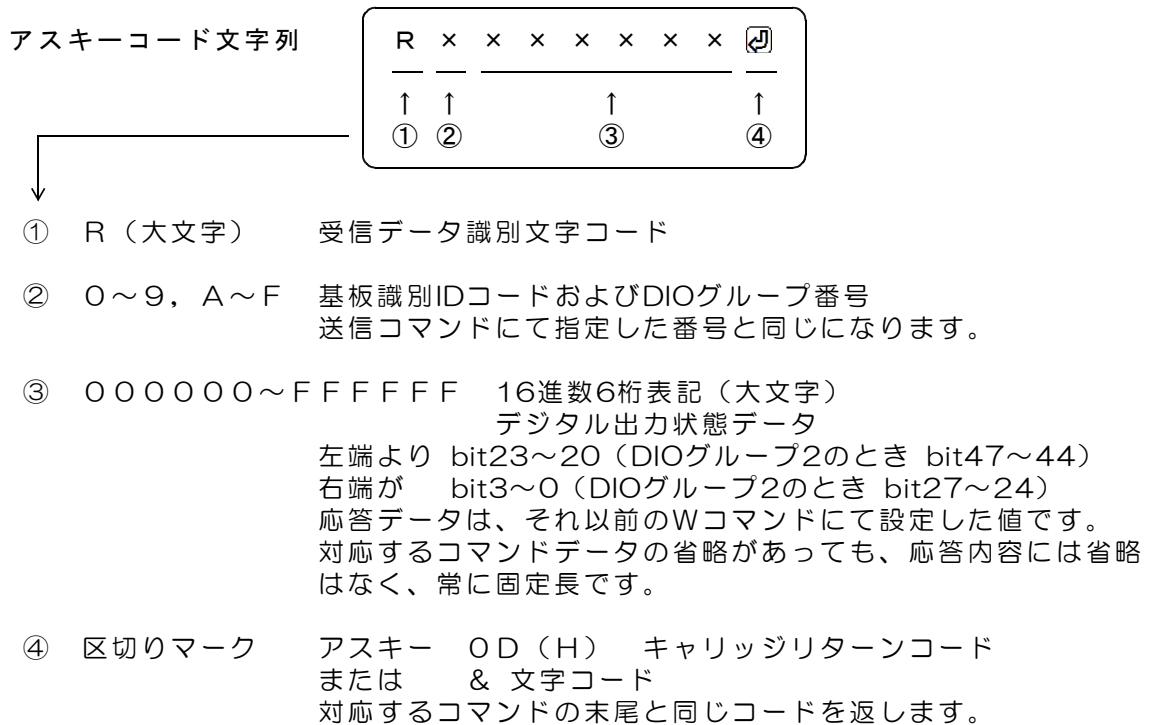 アスキーコード文字列
R × × × × × × × ⏎
↑ ↑ ↑ ↑
① ② ③ ④
① R(大文字) 受信データ識別文字コード
② 0~9,A~F 基板識別IDコードおよびDIOグループ番号
送信コマンドにて指定した番号と同じになります。
③ 000000~FFFFFF 16進数6桁表記(大文字)
デジタル出力状態データ
左端より bit23~20(DIOグループ2のとき bit47~44)
右端が bit3~0(DIOグループ2のとき bit27~24)
応答データは、それ以前のWコマンドにて設定した値です。
対応するコマンドデータの省略があっても、応答内容には省略
はなく、常に固定長です。
④ 区切りマーク アスキー 0D(H) キャリッジリターンコード
または & 文字コード
対応するコマンドの末尾と同じコードを返します。